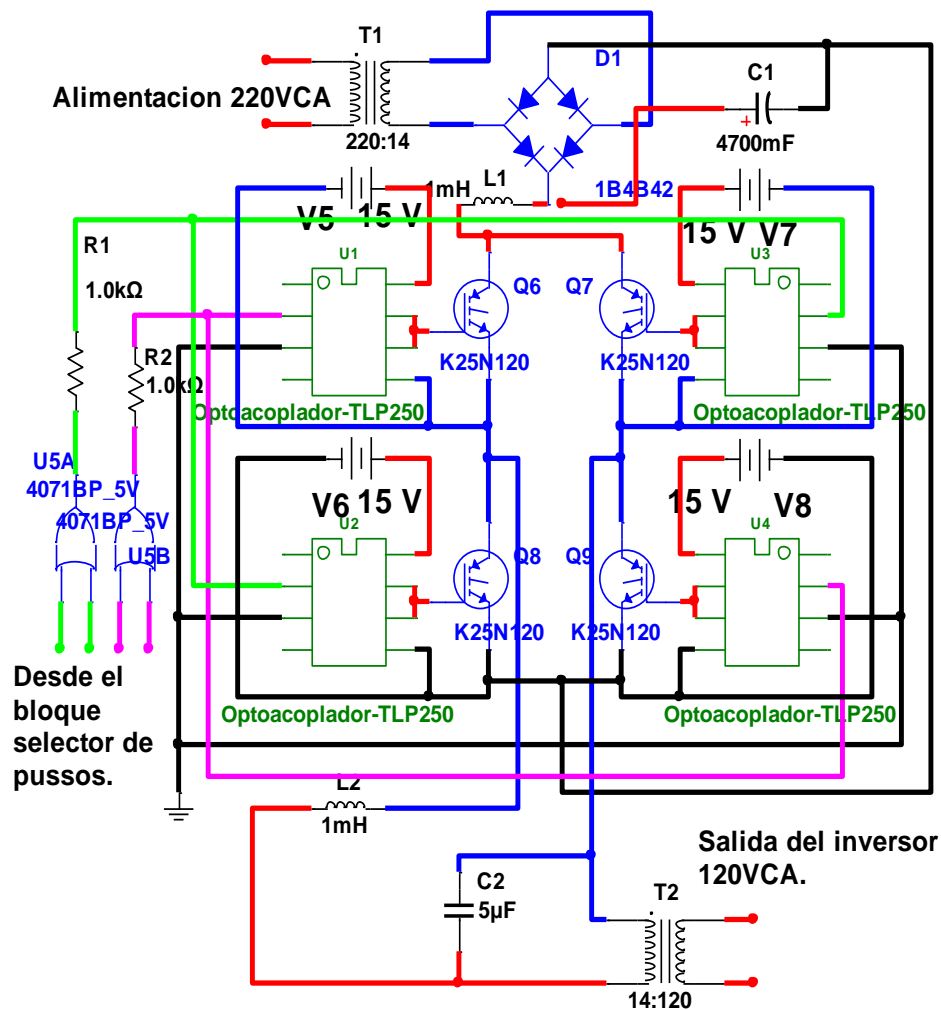 T1
Alimentacion 220VCA
220:14
D1
1B4B42
C1
+
4700mF
L1
1mH
V5
15 V
15 V
V7
R1
1.0kΩ
R2
1.0kΩ
U1
Q6
K25N120
Optoacoplador-TLP250
Q7
K25N120
U3
Optoacoplador-TLP250
U5A
4071BP_5V
4071BP_5V
U5B
V6
15 V
15 V
V8
U2
Q8
K25N120
Optoacoplador-TLP250
Q9
K25N120
U4
Optoacoplador-TLP250
Desde el
bloque
selector de
pussos.
L2
1mH
C2
5µF
Salida del inversor
120VCA.
T2
14:120